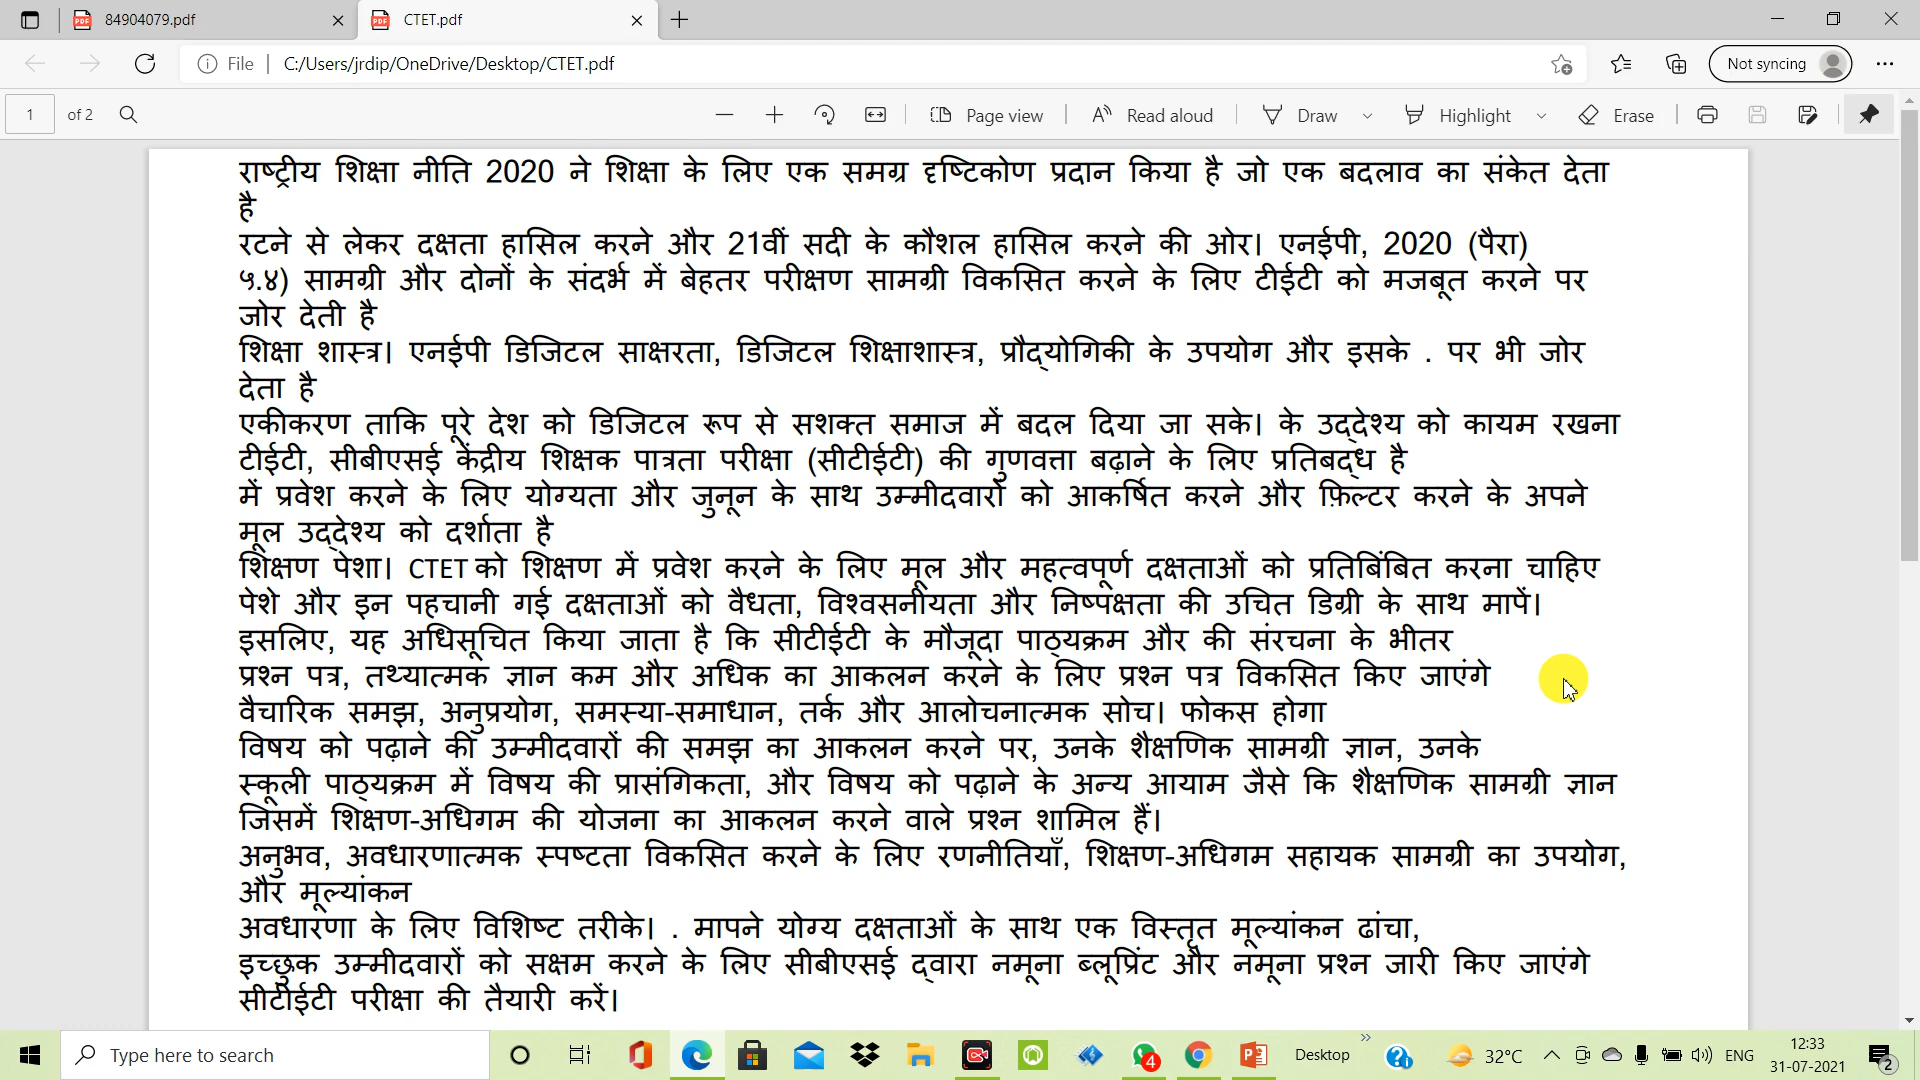 84904079.pdf
CTET.pdf
File
C:/Users/jrdip/OneDrive/Desktop/CTET.pdf
Not syncing
1 of 2
Page view
Read aloud
Draw
Highlight
Erase
राष्ट्रीय शिक्षा नीति 2020 ने शिक्षा के लिए एक समग्र दृष्टिकोण प्रदान किया है जो एक बदलाव का संकेत देता
है
रटने से लेकर दक्षता हासिल करने और 21वीं सदी के कौशल हासिल करने की ओर। एनईपी, 2020 (पैरा)
५.४) सामग्री और दोनों के संदर्भ में बेहतर परीक्षण सामग्री विकसित करने के लिए टीईटी को मजबूत करने पर
जोर देती है
शिक्षा शास्त्र। एनईपी डिजिटल साक्षरता, डिजिटल शिक्षाशास्त्र, प्रौद्योगिकी के उपयोग और इसके . पर भी जोर
देता है
एकीकरण ताकि पूरे देश को डिजिटल रूप से सशक्त समाज में बदल दिया जा सके। के उद्देश्य को कायम रखना
टीईटी, सीबीएसई केंद्रीय शिक्षक पात्रता परीक्षा (सीटीईटी) की गुणवत्ता बढ़ाने के लिए प्रतिबद्ध है
में प्रवेश करने के लिए योग्यता और जुनून के साथ उम्मीदवारों को आकर्षित करने और फ़िल्टर करने के अपने
मूल उद्देश्य को दर्शाता है
शिक्षण पेशा। CTET को शिक्षण में प्रवेश करने के लिए मूल और महत्वपूर्ण दक्षताओं को प्रतिबिंबित करना चाहिए
पेशे और इन पहचानी गई दक्षताओं को वैधता, विश्वसनीयता और निष्पक्षता की उचित डिग्री के साथ मापें।
इसलिए, यह अधिसूचित किया जाता है कि सीटीईटी के मौजूदा पाठ्यक्रम और की संरचना के भीतर
प्रश्न पत्र, तथ्यात्मक ज्ञान कम और अधिक का आकलन करने के लिए प्रश्न पत्र विकसित किए जाएंगे
वैचारिक समझ, अनुप्रयोग, समस्या-समाधान, तर्क और आलोचनात्मक सोच। फोकस होगा
विषय को पढ़ाने की उम्मीदवारों की समझ का आकलन करने पर, उनके शैक्षणिक सामग्री ज्ञान, उनके
स्कूली पाठ्यक्रम में विषय की प्रासंगिकता, और विषय को पढ़ाने के अन्य आयाम जैसे कि शैक्षणिक सामग्री ज्ञान
जिसमें शिक्षण-अधिगम की योजना का आकलन करने वाले प्रश्न शामिल हैं।
अनुभव, अवधारणात्मक स्पष्टता विकसित करने के लिए रणनीतियाँ, शिक्षण-अधिगम सहायक सामग्री का उपयोग,
और मूल्यांकन
अवधारणा के लिए विशिष्ट तरीके। . मापने योग्य दक्षताओं के साथ एक विस्तृत मूल्यांकन ढांचा,
इच्छुक उम्मीदवारों को सक्षम करने के लिए सीबीएसई द्वारा नमूना ब्लूप्रिंट और नमूना प्रश्न जारी किए जाएंगे
सीटीईटी परीक्षा की तैयारी करें।
Type here to search
4
Desktop
32°C
ENG
12:33
31-07-2021
2